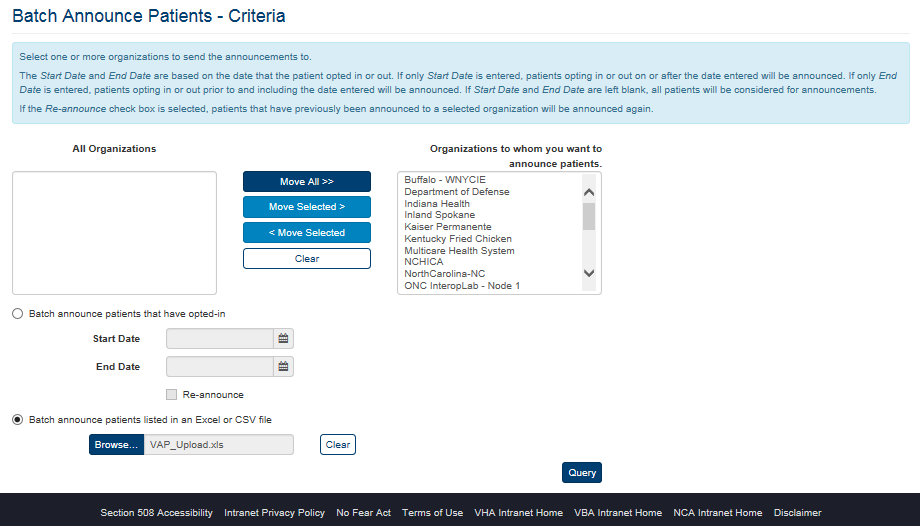 Batch Announce Patients - Criteria
Select one or more organizations to send the announcements to.
The Start Date and End Date are based on the date that the patient opted in or out. If only Start Date is entered, patients opting in or out on or after the date entered will be announced. If only End
Date is entered, patients opting in or out prior to and including the date entered will be announced. If Start Date and End Date are left blank, all patients will be considered for announcements.
If the Re-announce check box is selected, patients that have previously been announced to a selected organization will be announced again.
All Organizations
Organizations to whom you want to
announce patients.
Move All >>
Move Selected >
< Move Selected
Clear
Buffalo - WNYCIE
Department of Defense
Indiana Health
Inland Spokane
Kaiser Permanente
Kentucky Fried Chicken
Multicare Health System
NCHICA
NorthCarolina-NC
ONC InteropLab - Node 1
Batch announce patients that have opted-in
Start Date
End Date
Re-announce
Batch announce patients listed in an Excel or CSV file
Browse... VAP_Upload.xls Clear
Query
Section 508 Accessibility Intranet Privacy Policy No Fear Act Terms of Use VHA Intranet Home VBA Intranet Home NCA Intranet Home Disclaimer